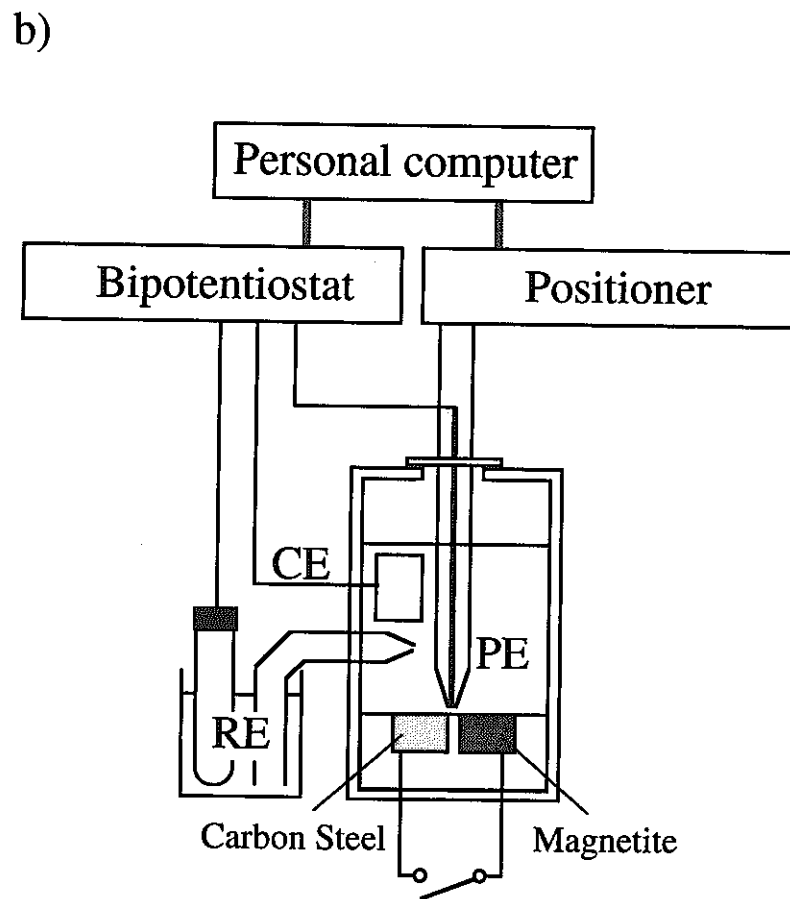 b)
Personal computer
Bipotentiostat
Positioner
CE
PE
RE
Carbon Steel
Magnetite